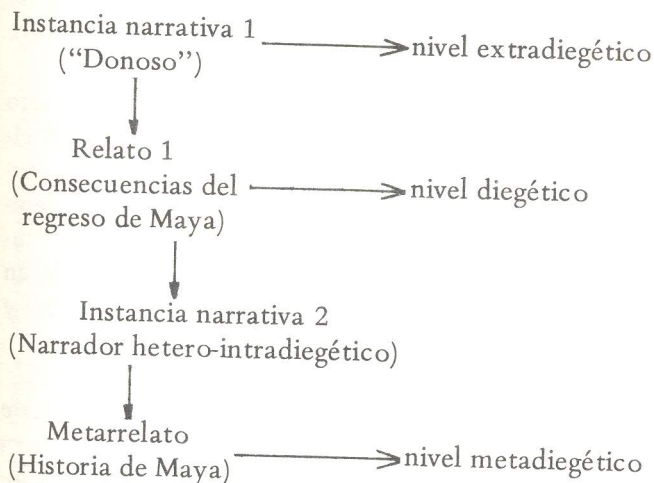 Instancia narrativa 1
(“Donoso”)
nivel extradiegético
Relato 1
(Consecuencias del
regreso de Maya)
nivel diegético
Instancia narrativa 2
(Narrador hetero-intradiegético)
Metarrelato
(Historia de Maya)
nivel metadiegético